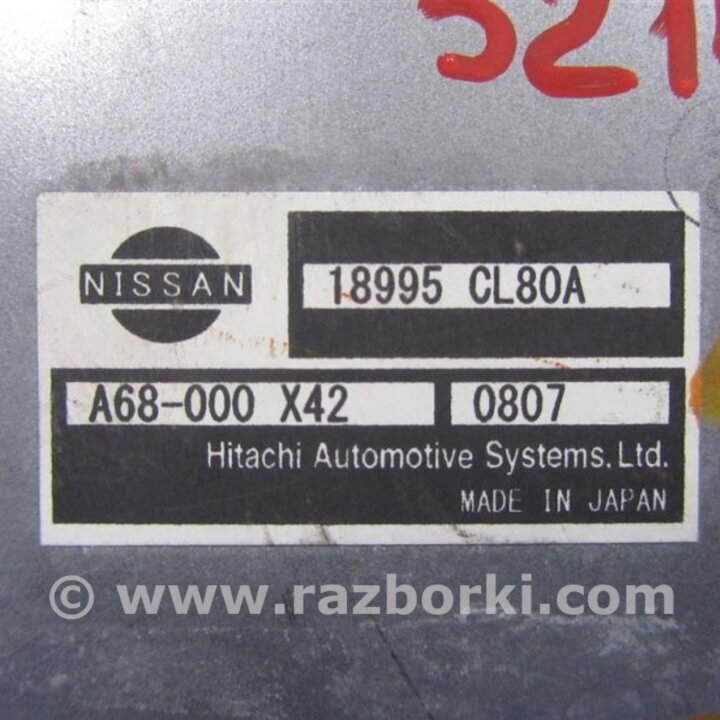 NISSAN
18995 CL80A
A68-000 X42
0807
Hitachi Automotive Systems, Ltd.
MADE IN JAPAN
© www.razborki.com